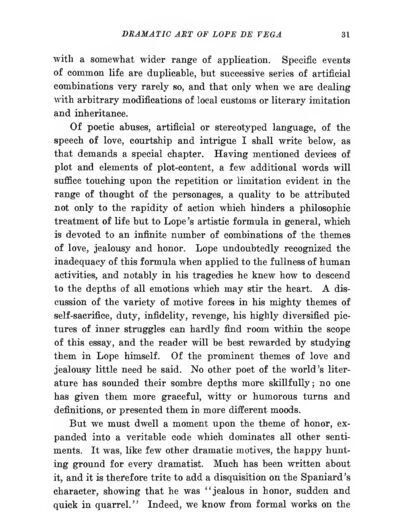 DRAMATIC ART OF LOPE DE VEGA 31
with a somewhat wider range of application. Specific events
of common life are duplicable, but successive series of artificial
combinations very rarely so, and that only when we are dealing
with arbitrary modifications of local customs or literary imitation
and inheritance.
Of poetic abuses, artificial or stereotyped language, of the
speech of love, courtship and intrigue I shall write below, as
that demands a special chapter. Having mentioned devices of
plot and elements of plot-content, a few additional words will
suffice touching upon the repetition or limitation evident in the
range of thought of the personages, a quality to be attributed
not only to the rapidity of action which hinders a philosophic
treatment of life but to Lope's artistic formula in general, which
is devoted to an infinite number of combinations of the themes
of love, jealousy and honor. Lope undoubtedly recognized the
inadequacy of this formula when applied to the fullness of human
activities, and notably in his tragedies he knew how to descend
to the depths of all emotions which may stir the heart. A dis-
cussion of the variety of motive forces in his mighty themes of
self-sacrifice, duty, infidelity, revenge, his highly diversified pic-
tures of inner struggles can hardly find room within the scope
of this essay, and the reader will be best rewarded by studying
them in Lope himself. Of the prominent themes of love and
jealousy little need be said. No other poet of the world's liter-
ature has sounded their sombre depths more skillfully; no one
has given them more graceful, witty or humorous turns and
definitions, or presented them in more different moods.
But we must dwell a moment upon the theme of honor, ex-
panded into a veritable code which dominates all other senti-
ments. It was, like few other dramatic motives, the happy hunt-
ing ground for every dramatist. Much has been written about
it, and it is therefore trite to add a disquisition on the Spaniard's
character, showing that he was "jealous in honor, sudden and
quick in quarrel." Indeed, we know from formal works on the